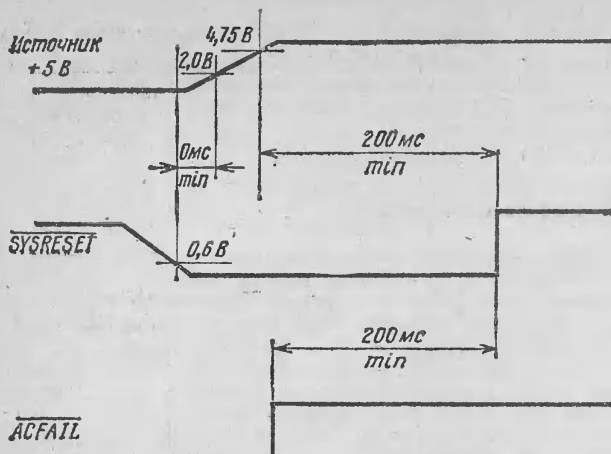 4,75 В
Источник
+5 В
2,0 В
200 мс
min
0 мс
min
SYSRESET
0,6 В
200 мс
min
ACFAIL